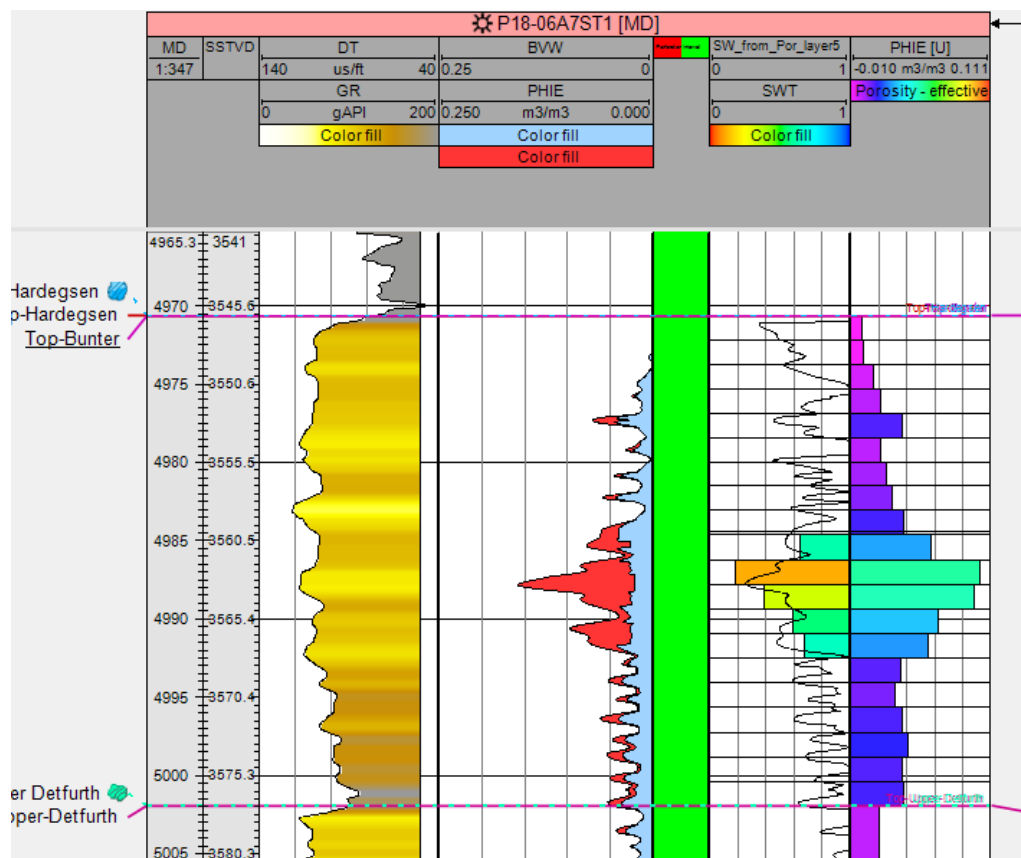 P18-06A7ST1 [MD]
MD SSTVD DT BVW SW_from_Por_layer5 PHIE [U]
1:347 140 us/ft 40 0.25 0 0 1 -0.010 m3/m3 0.111
GR PHIE SWT Porosity - effective
0 gAPI 200 0.250 m3/m3 0.000 0 1
Color fill Color fill Color fill
Color fill
4965.3 3541
Hardegsen
4970 3545.6
p-Hardegsen
Top-Bunter
4975 3550.6
4980 3555.5
4985 3560.5
4990 3565.4
4995 3570.4
5000 3575.3
er Detfurth
Top-Upper-Detfurth
pper-Detfurth
5005 3580.3